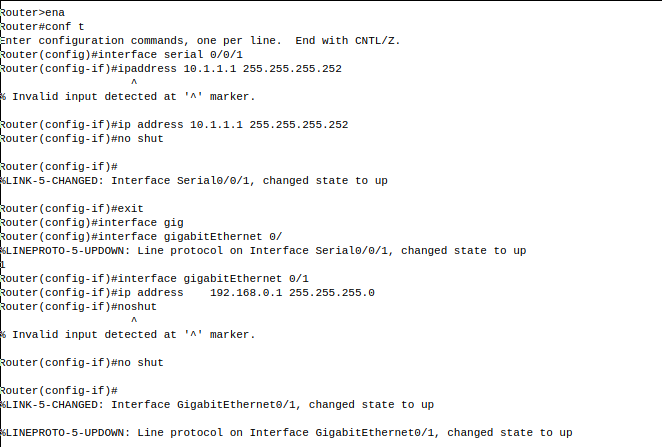 Router>ena
Router#conf t
Enter configuration commands, one per line.  End with CNTL/Z.
Router(config)#interface serial 0/0/1
Router(config-if)#ipaddress 10.1.1.1 255.255.255.252
                    ^
% Invalid input detected at '^' marker.
Router(config-if)#ip address 10.1.1.1 255.255.255.252
Router(config-if)#no shut
Router(config-if)#
%LINK-5-CHANGED: Interface Serial0/0/1, changed state to up
Router(config-if)#exit
Router(config)#interface gig
Router(config)#interface gigabitEthernet 0/
%LINEPROTO-5-UPDOWN: Line protocol on Interface Serial0/0/1, changed state to up
1
Router(config-if)#interface gigabitEthernet 0/1
Router(config-if)#ip address    192.168.0.1 255.255.255.0
Router(config-if)#noshut
                    ^
% Invalid input detected at '^' marker.
Router(config-if)#no shut
Router(config-if)#
%LINK-5-CHANGED: Interface GigabitEthernet0/1, changed state to up
%LINEPROTO-5-UPDOWN: Line protocol on Interface GigabitEthernet0/1, changed state to up